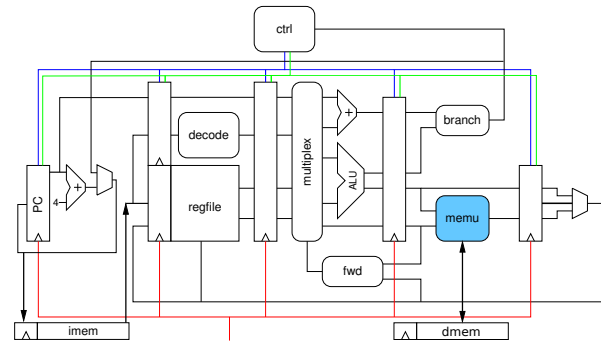 ctrl
decode
multiplex
+
branch
PC
4
+
regfile
ALU
memu
fwd
imem
dmem